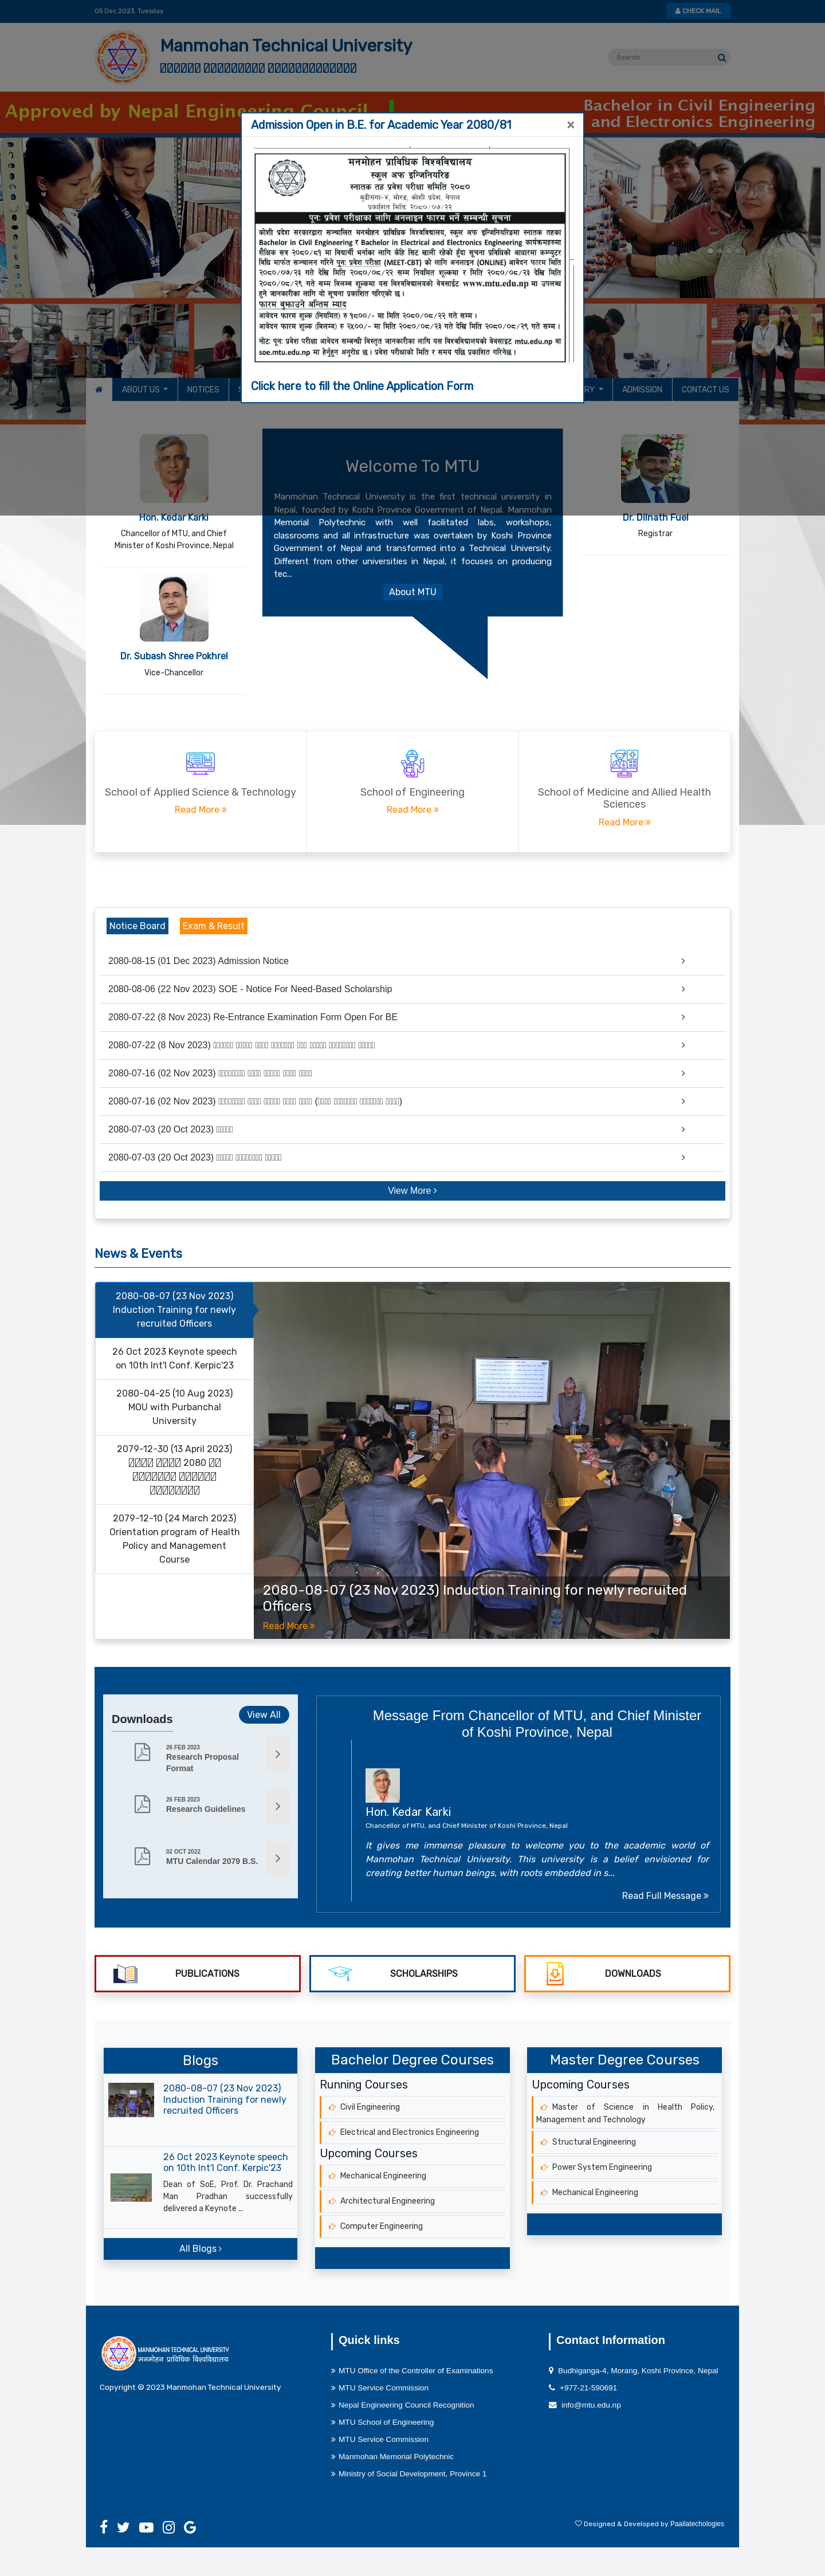 05 Dec 2023, Tuesday
CHECK MAIL
Manmohan Technical University
Search
Approved by Nepal Engineering Council
Bachelor in Civil Engineering
and Electronics Engineering
Admission Open in B.E. for Academic Year 2080/81
×
मनमोहन प्राविधिक विश्वविद्यालय
स्कुल अफ इन्जिनियरिङ
स्नातक तह प्रवेश परीक्षा समिति २०८०
बुढीगंगा-४, मोरङ, कोशी प्रदेश, नेपाल
प्रकाशित मिति: २०८०/०७/२२
पुन: प्रवेश परीक्षाका लागि अनलाइन फारम भर्ने सम्बन्धी सूचना
फारम बुझाउने अन्तिम म्याद
Click here to fill the Online Application Form
ABOUT US
NOTICES
ADMISSION
CONTACT US
Hon. Kedar Karki
Chancellor of MTU, and Chief
Minister of Koshi Province, Nepal
Dr. Subash Shree Pokhrel
Vice-Chancellor
Welcome To MTU
Manmohan Technical University is the first technical university in
Nepal, founded by Koshi Province Government of Nepal. Manmohan
Memorial Polytechnic with well facilitated labs, workshops,
classrooms and all infrastructure was overtaken by Koshi Province
Government of Nepal and transformed into a Technical University.
Different from other universities in Nepal, it focuses on producing
tec...
About MTU
Dr. Dilnath Fuel
Registrar
School of Applied Science & Technology
Read More »
School of Engineering
Read More »
School of Medicine and Allied Health
Sciences
Read More »
Notice Board
Exam & Result
2080-08-15 (01 Dec 2023) Admission Notice
2080-08-06 (22 Nov 2023) SOE - Notice For Need-Based Scholarship
2080-07-22 (8 Nov 2023) Re-Entrance Examination Form Open For BE
2080-07-22 (8 Nov 2023)
2080-07-16 (02 Nov 2023)
2080-07-16 (02 Nov 2023)
2080-07-03 (20 Oct 2023)
2080-07-03 (20 Oct 2023)
View More ›
News & Events
2080-08-07 (23 Nov 2023)
Induction Training for newly
recruited Officers
26 Oct 2023 Keynote speech
on 10th Int'l Conf. Kerpic'23
2080-04-25 (10 Aug 2023)
MOU with Purbanchal
University
2079-12-30 (13 April 2023)
2080
2079-12-10 (24 March 2023)
Orientation program of Health
Policy and Management
Course
2080-08-07 (23 Nov 2023) Induction Training for newly recruited
Officers
Read More »
Downloads
View All
26 FEB 2023
Research Proposal
Format
26 FEB 2023
Research Guidelines
02 OCT 2022
MTU Calendar 2079 B.S.
Message From Chancellor of MTU, and Chief Minister
of Koshi Province, Nepal
Hon. Kedar Karki
Chancellor of MTU, and Chief Minister of Koshi Province, Nepal
It gives me immense pleasure to welcome you to the academic world of
Manmohan Technical University. This university is a belief envisioned for
creating better human beings, with roots embedded in s...
Read Full Message »
PUBLICATIONS
SCHOLARSHIPS
DOWNLOADS
Blogs
2080-08-07 (23 Nov 2023)
Induction Training for newly
recruited Officers
26 Oct 2023 Keynote speech
on 10th Int'l Conf. Kerpic'23
Dean of SoE, Prof. Dr. Prachand
Man Pradhan successfully
delivered a Keynote ...
All Blogs ›
Bachelor Degree Courses
Running Courses
Civil Engineering
Electrical and Electronics Engineering
Upcoming Courses
Mechanical Engineering
Architectural Engineering
Computer Engineering
Master Degree Courses
Upcoming Courses
Master of Science in Health Policy,
Management and Technology
Structural Engineering
Power System Engineering
Mechanical Engineering
MANMOHAN TECHNICAL UNIVERSITY
मनमोहन प्राविधिक विश्वविद्यालय
Copyright © 2023 Manmohan Technical University
Quick links
» MTU Office of the Controller of Examinations
» MTU Service Commission
» Nepal Engineering Council Recognition
» MTU School of Engineering
» MTU Service Commission
» Manmohan Memorial Polytechnic
» Ministry of Social Development, Province 1
Contact Information
Budhiganga-4, Morang, Koshi Province, Nepal
+977-21-590691
info@mtu.edu.np
Designed & Developed by Paailatechologies